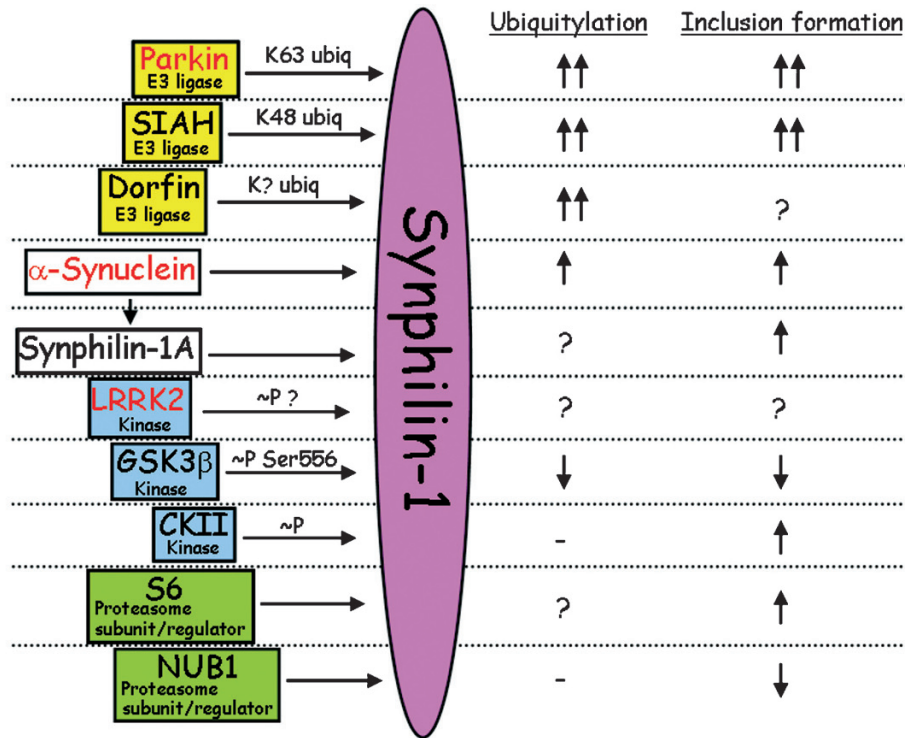 Ubiquitylation Inclusion formation
Parkin K63 ubiq ↑↑ ↑↑
E3 ligase
SIAH K48 ubiq ↑↑ ↑↑
E3 ligase
Dorfin K? ubiq ↑↑ ?
E3 ligase
α-Synuclein ↑ ↑
Synphilin-1A ? ↑
LRRK2 ~P ? ? ?
Kinase
GSK3β ~P Ser556 ↓ ↓
Kinase
CKII ~P - ↑
Kinase
S6 ? ↑
Proteasome
subunit/regulator
NUB1 - ↓
Proteasome
subunit/regulator
Synphilin-1